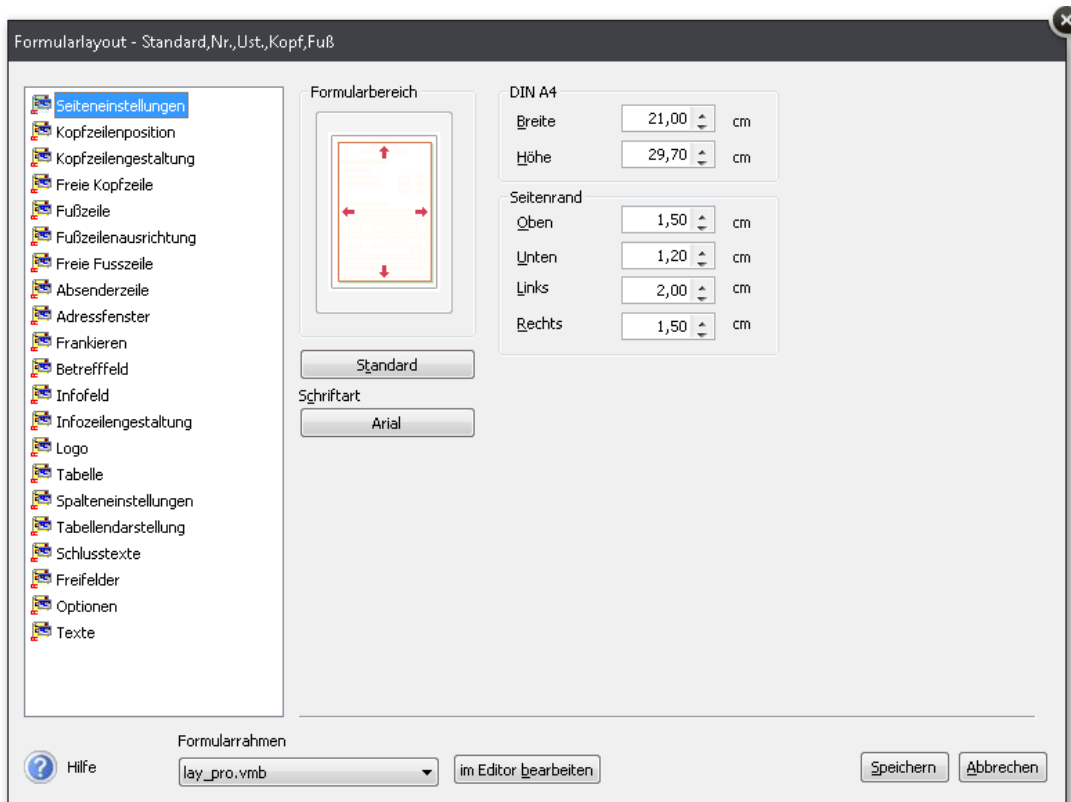 Formularlayout - Standard,Nr.,Ust.,Kopf,Fuß
Seiteneinstellungen
Kopfzeilenposition
Kopfzeilengestaltung
Freie Kopfzeile
Fußzeile
Fußzeilenausrichtung
Freie Fusszeile
Absenderzeile
Adressfenster
Frankieren
Betrefffeld
Infofeld
Infozeilengestaltung
Logo
Tabelle
Spalteneinstellungen
Tabellendarstellung
Schlusstexte
Freifelder
Optionen
Texte
Formularbereich
Standard
Schriftart
Arial
DIN A4
Breite 21,00 cm
Höhe 29,70 cm
Seitenrand
Oben 1,50 cm
Unten 1,20 cm
Links 2,00 cm
Rechts 1,50 cm
Hilfe
Formularrahmen
lay_pro.vmb
im Editor bearbeiten
Speichern
Abbrechen